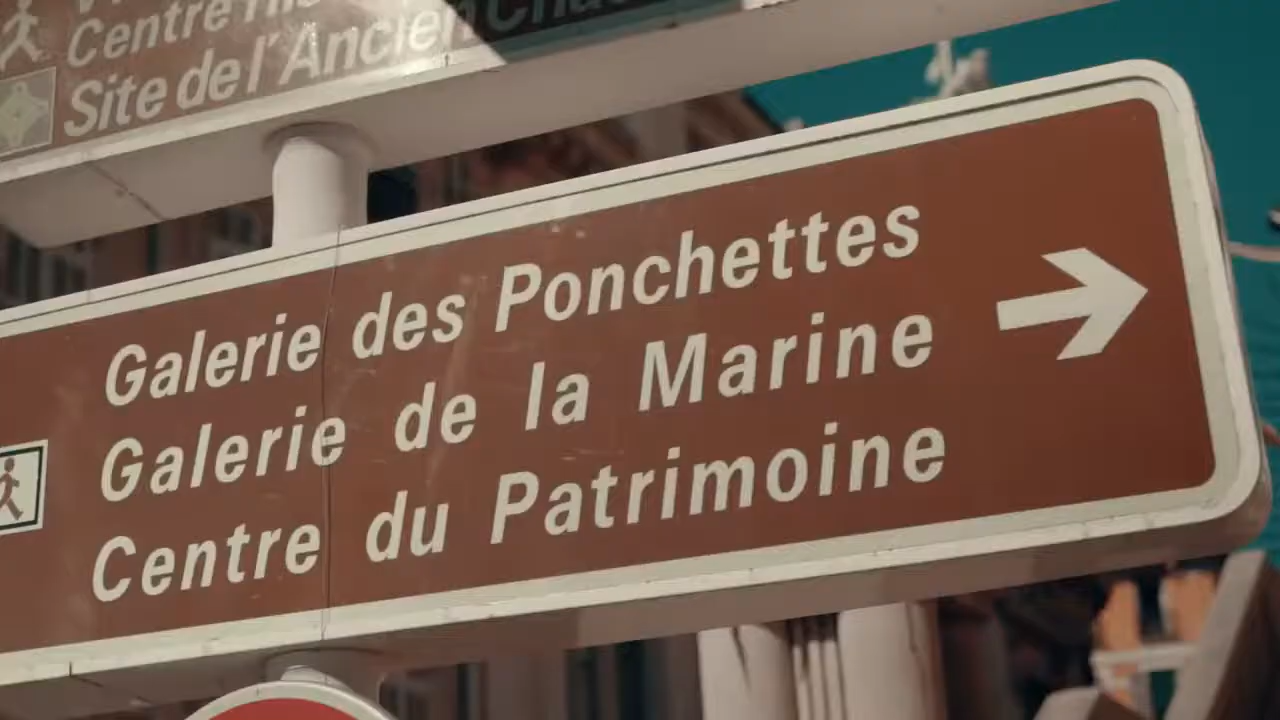 Centre
Site de l'Ancien
Galerie des Ponchettes
Galerie de la Marine
Centre du Patrimoine